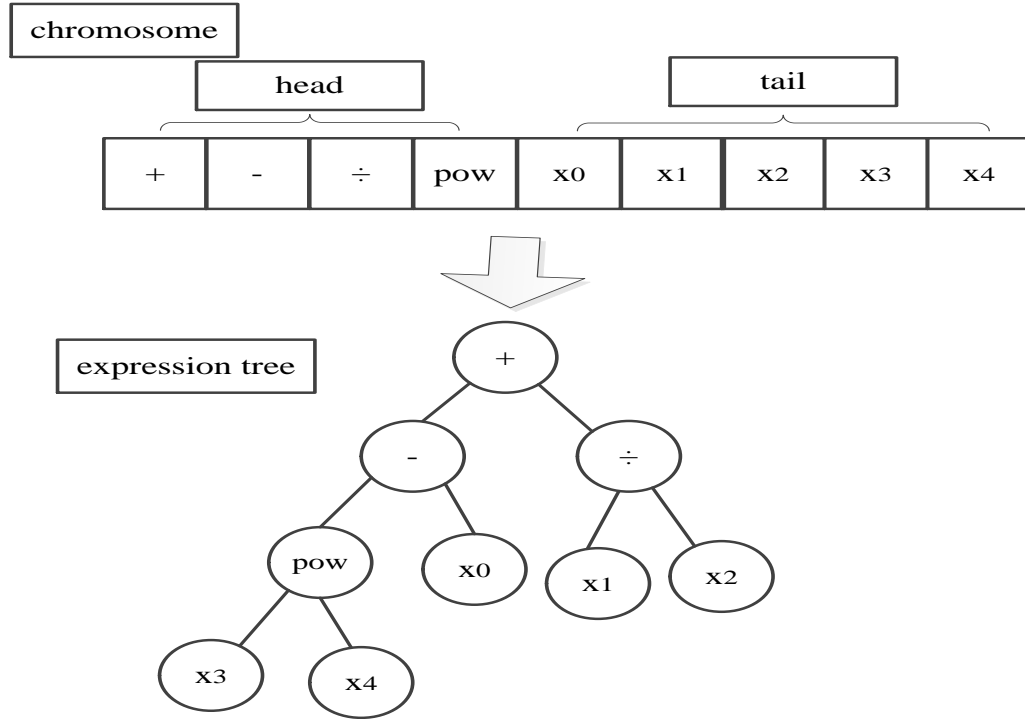 chromosome
head
tail
+ - ÷ pow x0 x1 x2 x3 x4
expression tree
+
- ÷
pow x0 x1 x2
x3 x4